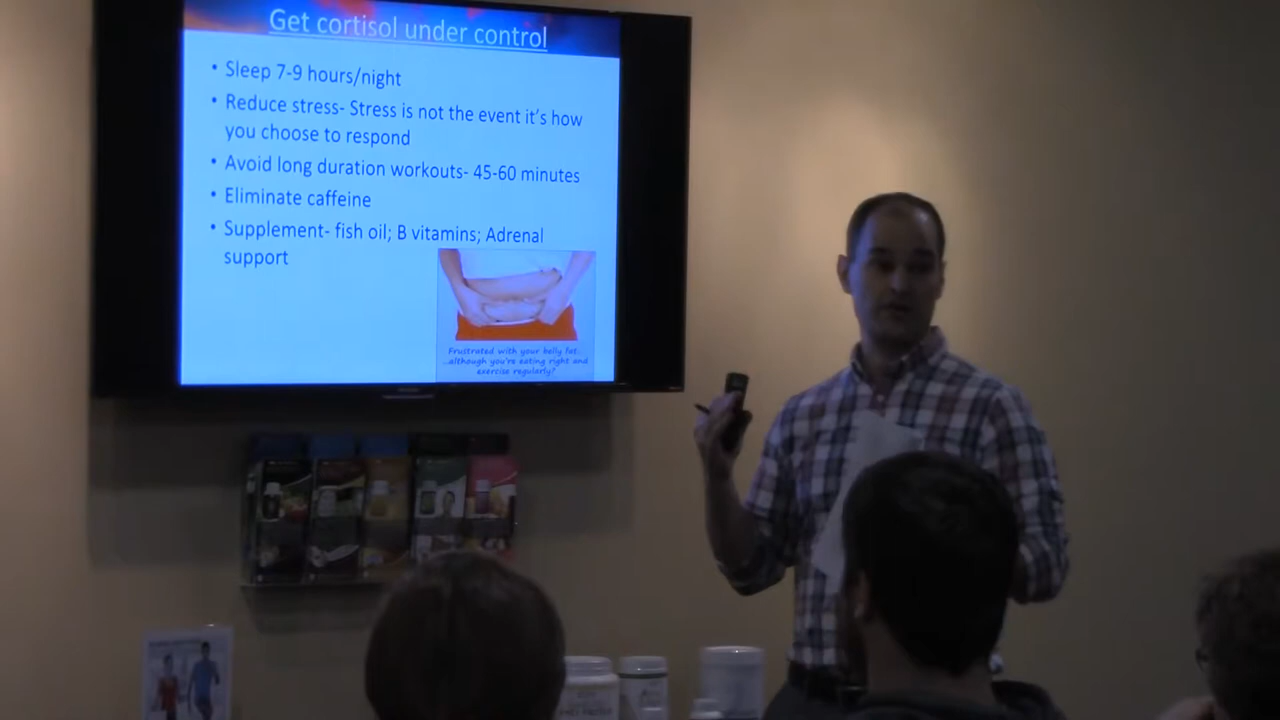 Get cortisol under control
• Sleep 7-9 hours/night
• Reduce stress- Stress is not the event it's how
you choose to respond
• Avoid long duration workouts- 45-60 minutes
• Eliminate caffeine
• Supplement- fish oil; B vitamins; Adrenal
support
Frustrated with your belly fat..
...although you're eating right and
exercise regularly?